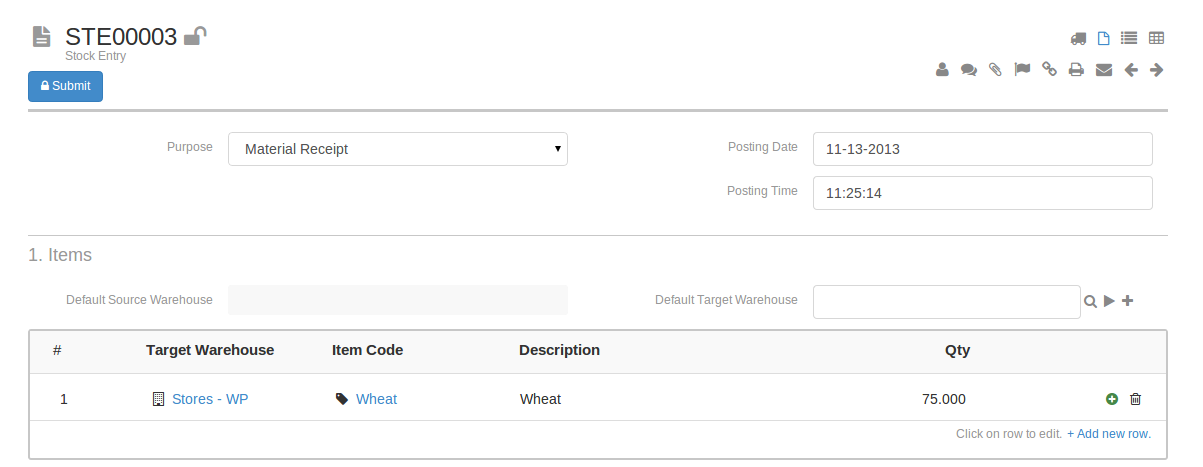 STE00003
Stock Entry
Submit
Purpose
Material Receipt
Posting Date
11-13-2013
Posting Time
11:25:14
1. Items
Default Source Warehouse
Default Target Warehouse
# Target Warehouse Item Code Description Qty
1 Stores - WP Wheat Wheat 75.000
Click on row to edit. + Add new row.